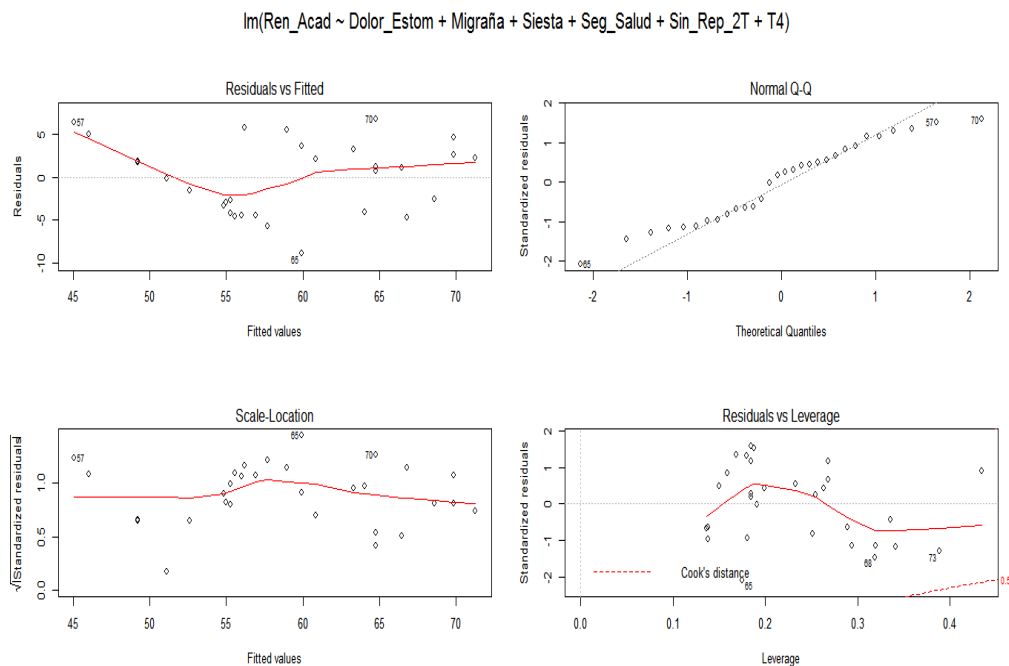 lm(Ren_Acad ~ Dolor_Estom + Migraña + Siesta + Seg_Salud + Sin_Rep_2T + T4)
Residuals vs Fitted
Residuals
5
0
-5
-10
57
70
65
45 50 55 60 65 70
Fitted values
Normal Q-Q
Standardized residuals
2
1
0
-1
-2
57
70
65
-2 -1 0 1 2
Theoretical Quantiles
Scale-Location
√|Standardized residuals|
1.0
0.5
0.0
57
65
70
45 50 55 60 65 70
Fitted values
Residuals vs Leverage
Standardized residuals
2
1
0
-1
-2
68
73
65
Cook's distance
0.5
0.0 0.1 0.2 0.3 0.4
Leverage